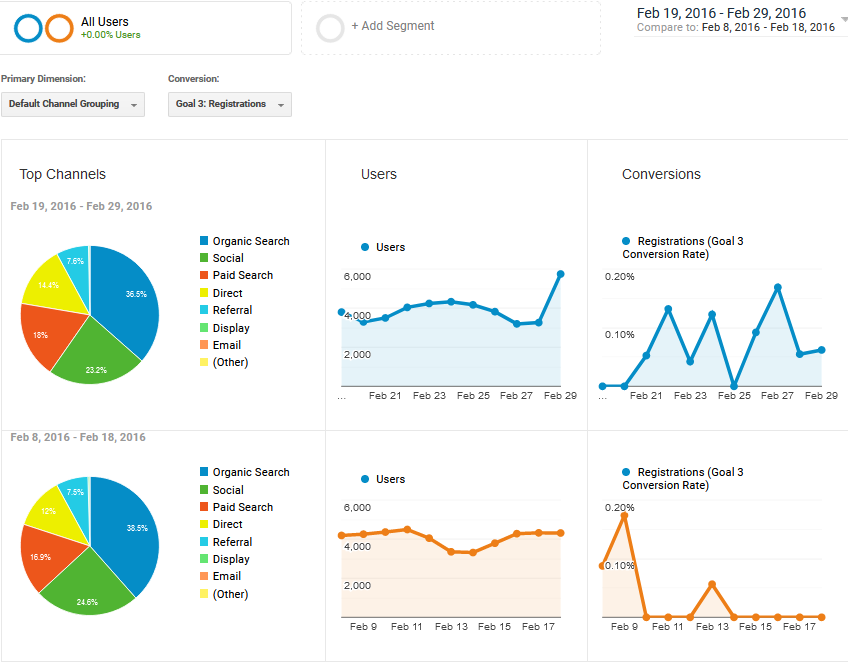 All Users
+0.00% Users
+ Add Segment
Feb 19, 2016 - Feb 29, 2016
Compare to: Feb 8, 2016 - Feb 18, 2016
Primary Dimension:
Conversion:
Default Channel Grouping
Goal 3: Registrations
Top Channels
Users
Conversions
Feb 19, 2016 - Feb 29, 2016
36.5%
23.2%
18%
14.4%
7.6%
Organic Search
Social
Paid Search
Direct
Referral
Display
Email
(Other)
Users
6,000
4,000
2,000
... Feb 21 Feb 23 Feb 25 Feb 27 Feb 29
Registrations (Goal 3
Conversion Rate)
0.20%
0.10%
... Feb 21 Feb 23 Feb 25 Feb 27 Feb 29
Feb 8, 2016 - Feb 18, 2016
38.5%
24.6%
16.9%
12%
7.5%
Organic Search
Social
Paid Search
Direct
Referral
Display
Email
(Other)
Users
6,000
4,000
2,000
Feb 9 Feb 11 Feb 13 Feb 15 Feb 17
Registrations (Goal 3
Conversion Rate)
0.20%
0.10%
Feb 9 Feb 11 Feb 13 Feb 15 Feb 17